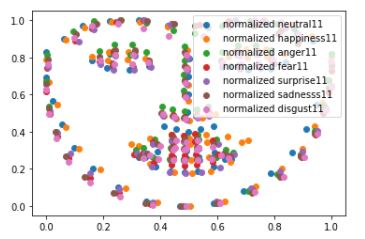 1.0
0.8
0.6
0.4
0.2
0.0
normalized neutral11
normalized happiness11
normalized anger11
normalized fear11
normalized surprise11
normalized sadnesss11
normalized disgust11
0.0 0.2 0.4 0.6 0.8 1.0